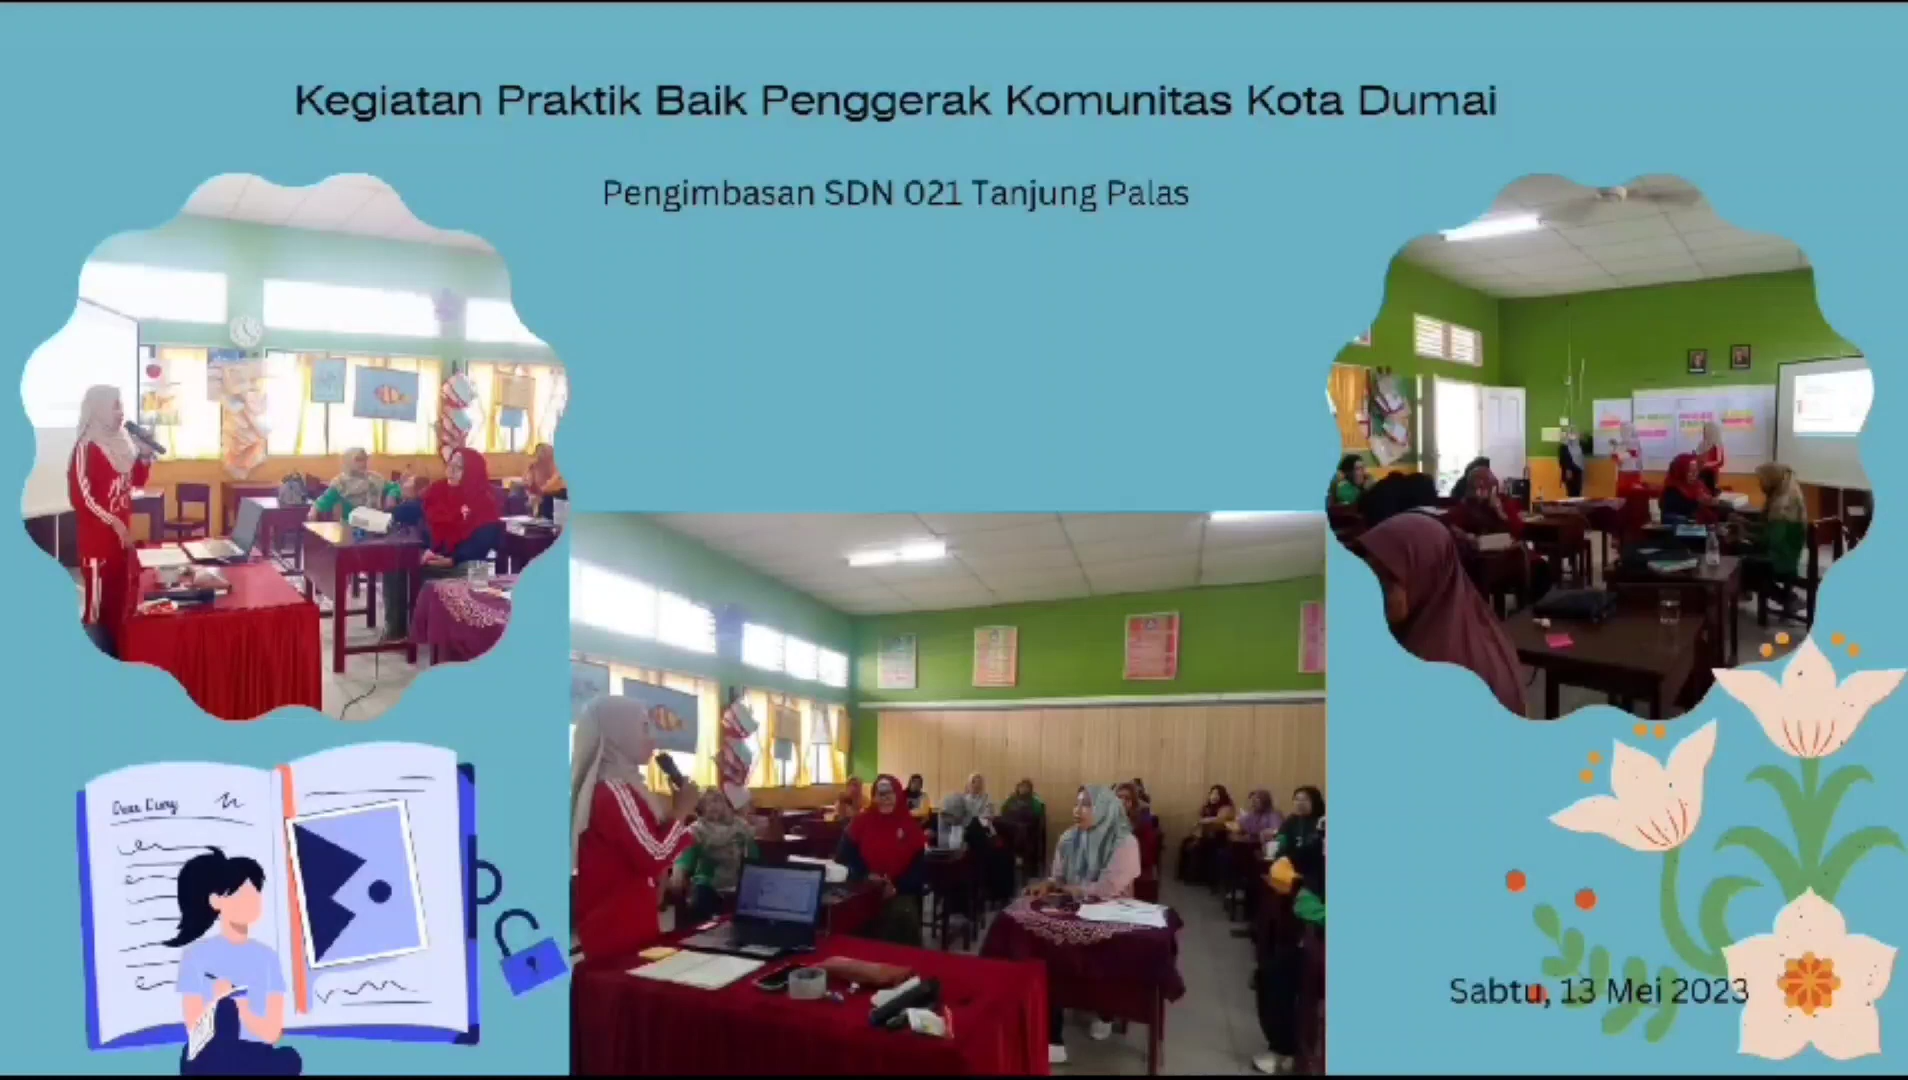 Kegiatan Praktik Baik Penggerak Komunitas Kota Dumai
Pengimbasan SDN 021 Tanjung Palas
Sabtu, 13 Mei 2023